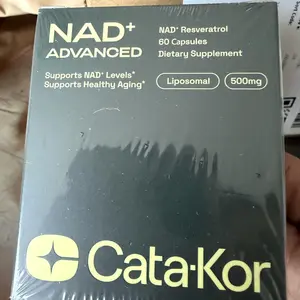 NAD+
ADVANCED
Supports NAD+ Levels*
Supports Healthy Aging*
NAD+ Resveratrol
60 Capsules
Dietary Supplement
Liposomal
500mg
Cata-Kor